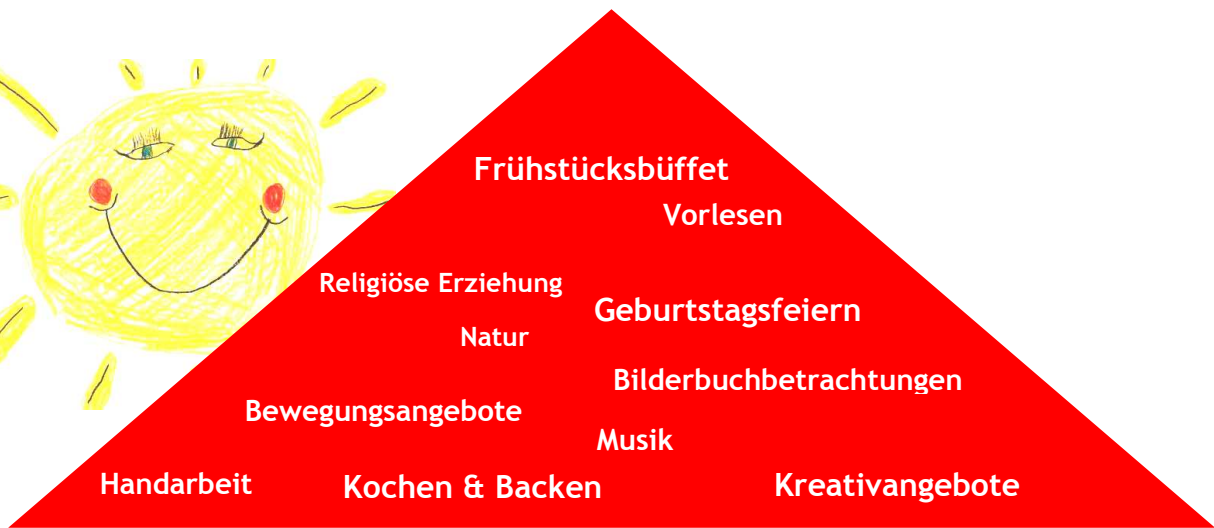 Frühstücksbüffet
Vorlesen
Religiöse Erziehung
Geburtstagsfeiern
Natur
Bilderbuchbetrachtungen
Bewegungsangebote
Musik
Handarbeit
Kochen & Backen
Kreativangebote